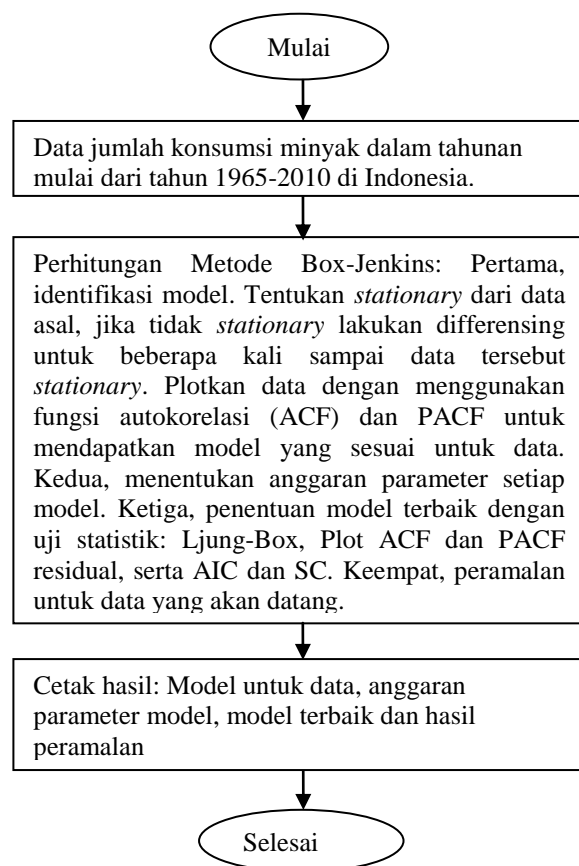 Mulai
Data jumlah konsumsi minyak dalam tahunan
mulai dari tahun 1965-2010 di Indonesia.
Perhitungan Metode Box-Jenkins: Pertama,
identifikasi model. Tentukan stationary dari data
asal, jika tidak stationary lakukan differensing
untuk beberapa kali sampai data tersebut
stationary. Plotkan data dengan menggunakan
fungsi autokorelasi (ACF) dan PACF untuk
mendapatkan model yang sesuai untuk data.
Kedua, menentukan anggaran parameter setiap
model. Ketiga, penentuan model terbaik dengan
uji statistik: Ljung-Box, Plot ACF dan PACF
residual, serta AIC dan SC. Keempat, peramalan
untuk data yang akan datang.
Cetak hasil: Model untuk data, anggaran
parameter model, model terbaik dan hasil
peramalan
Selesai